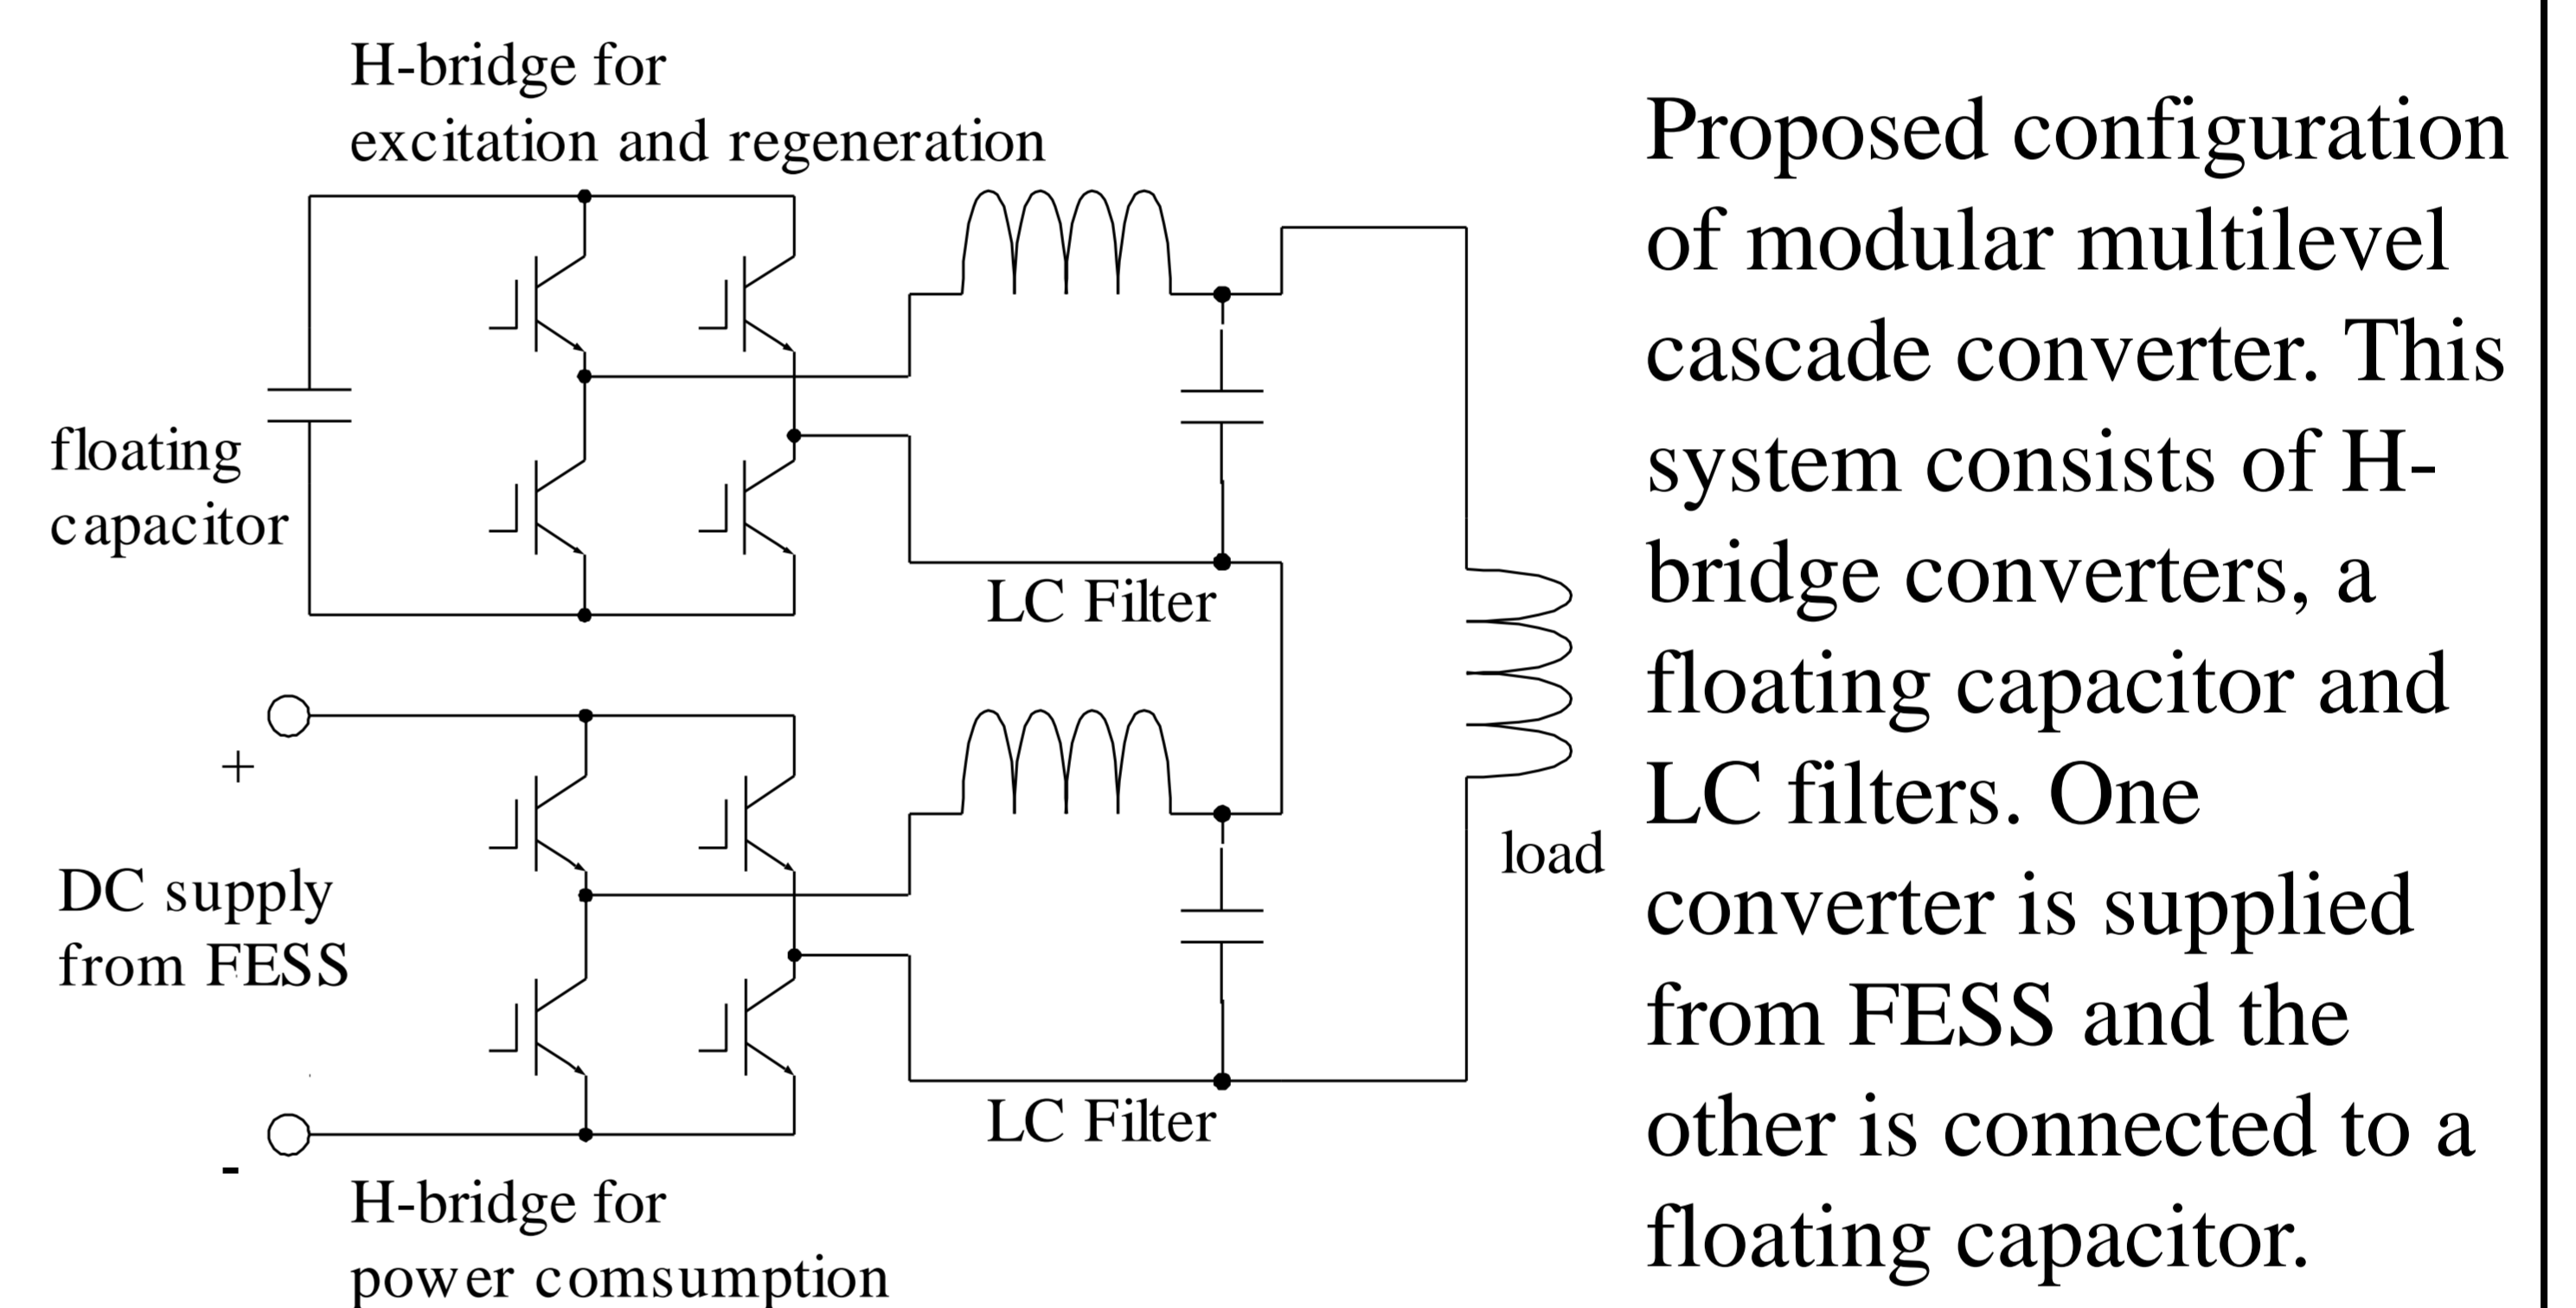 H-bridge for
excitation and regeneration
floating
capacitor
LC Filter
+
DC supply
from FESS
-
load
LC Filter
H-bridge for
power comsumption
Proposed configuration
of modular multilevel
cascade converter. This
system consists of H-
bridge converters, a
floating capacitor and
LC filters. One
converter is supplied
from FESS and the
other is connected to a
floating capacitor.